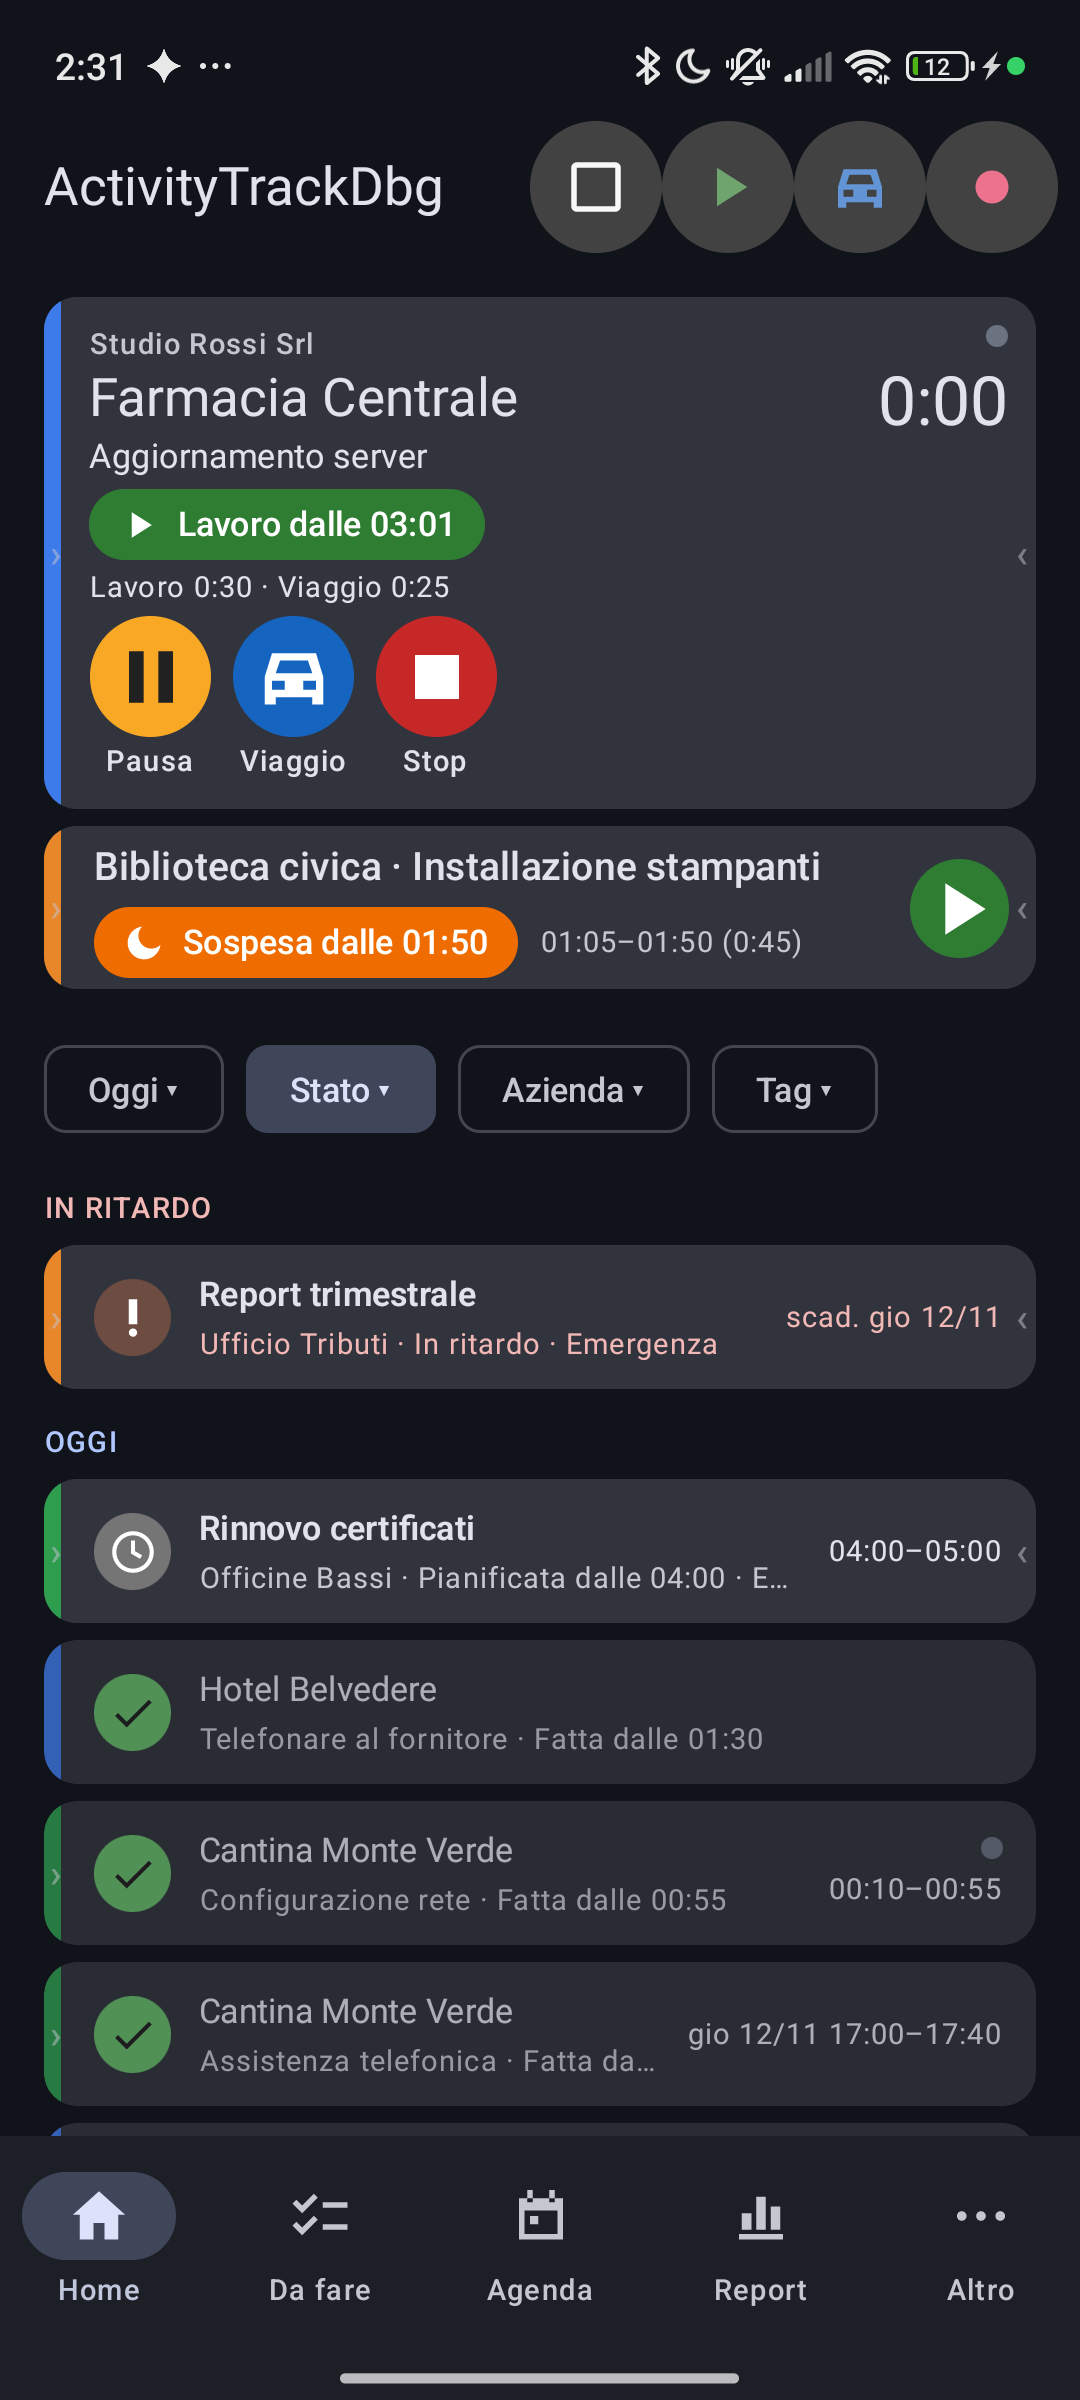 2:31
12
ActivityTrackDbg
Studio Rossi Srl
Farmacia Centrale
0:00
Aggiornamento server
Lavoro dalle 03:01
Lavoro 0:30 · Viaggio 0:25
Pausa Viaggio Stop
Biblioteca civica · Installazione stampanti
Sospesa dalle 01:50 01:05–01:50 (0:45)
Oggi ▾ Stato ▾ Azienda ▾ Tag ▾
IN RITARDO
Report trimestrale
scad. gio 12/11
Ufficio Tributi · In ritardo · Emergenza
OGGI
Rinnovo certificati
04:00–05:00
Officine Bassi · Pianificata dalle 04:00 · E…
Hotel Belvedere
Telefonare al fornitore · Fatta dalle 01:30
Cantina Monte Verde
Configurazione rete · Fatta dalle 00:55
00:10–00:55
Cantina Monte Verde
gio 12/11 17:00–17:40
Assistenza telefonica · Fatta da…
Home Da fare Agenda Report Altro